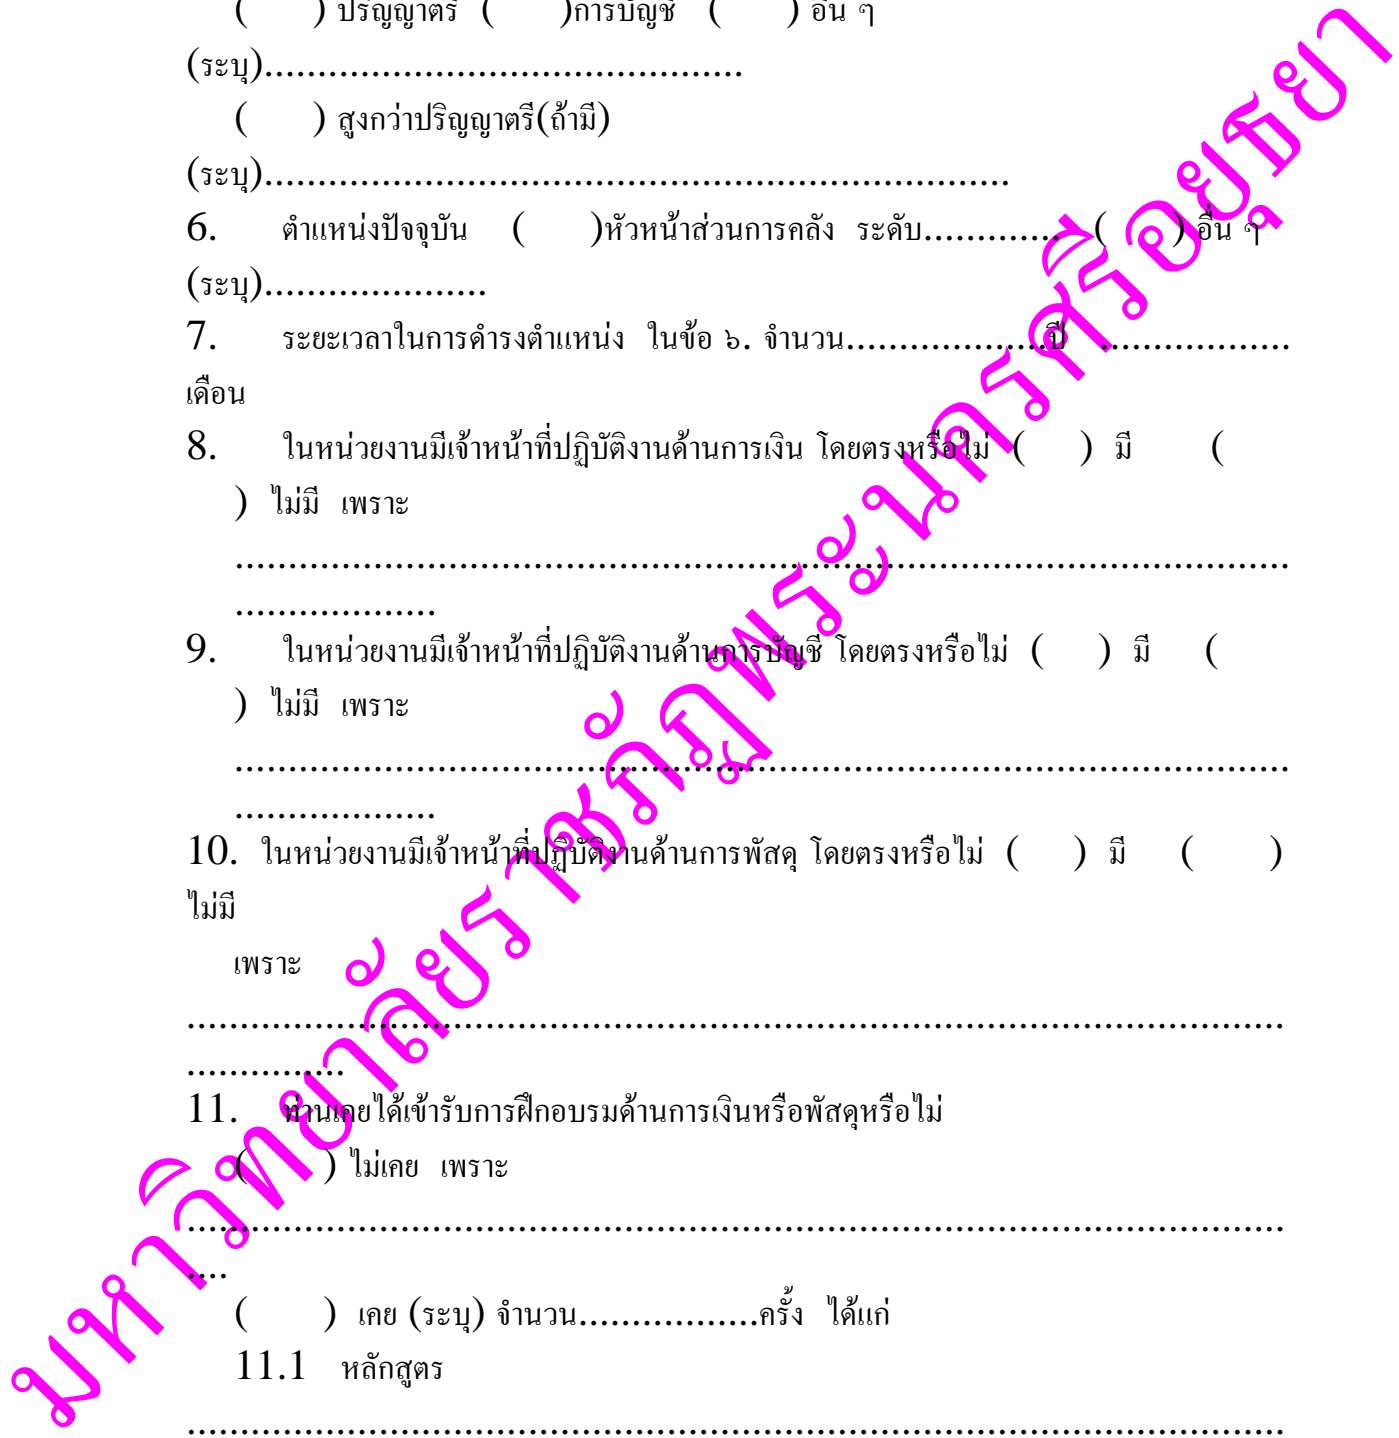 (      ) ปริญญาตรี  (      )การบัญชี  (      ) อื่น ๆ
(ระบุ).............................................
(      ) สูงกว่าปริญญาตรี(ถ้ามี)
(ระบุ)......................................................................
6.   ตำแหน่งปัจจุบัน   (      )หัวหน้าส่วนการคลัง  ระดับ.............  (      ) อื่น ๆ
(ระบุ).....................
7.   ระยะเวลาในการดำรงตำแหน่ง  ในข้อ ๖. จำนวน...................ปี  ..................
เดือน
8.   ในหน่วยงานมีเจ้าหน้าที่ปฏิบัติงานด้านการเงิน โดยตรงหรือไม่  (    )  มี     (
)  ไม่มี  เพราะ
....................................................................................................
...................
9.   ในหน่วยงานมีเจ้าหน้าที่ปฏิบัติงานด้านการบัญชี โดยตรงหรือไม่  (    )  มี    (
)  ไม่มี  เพราะ
....................................................................................................
...................
10.  ในหน่วยงานมีเจ้าหน้าที่ปฏิบัติงานด้านการพัสดุ โดยตรงหรือไม่  (    )  มี    (      )
ไม่มี
เพราะ
........................................................................................................
...............
11.   ท่านเคยได้เข้ารับการฝึกอบรมด้านการเงินหรือพัสดุหรือไม่
(      ) ไม่เคย  เพราะ
........................................................................................................
....
(      )  เคย (ระบุ) จำนวน.................ครั้ง  ได้แก่
11.1  หลักสูตร
........................................................................................................
มหาวิทยาลัยราชภัฏพระนครศรีอยุธยา